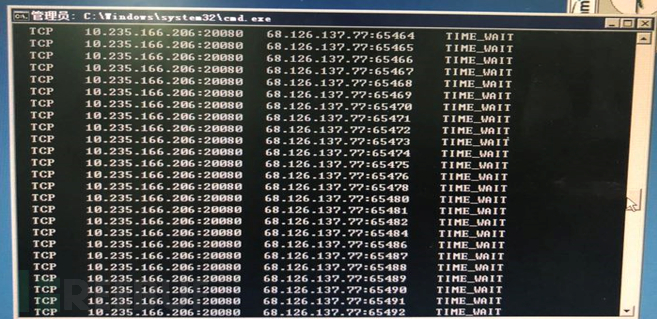 管理员: C:\Windows\system32\cmd.exe
TCP 10.235.166.206:20080 68.126.137.77:65464 TIME_WAIT
TCP 10.235.166.206:20080 68.126.137.77:65465 TIME_WAIT
TCP 10.235.166.206:20080 68.126.137.77:65466 TIME_WAIT
TCP 10.235.166.206:20080 68.126.137.77:65467 TIME_WAIT
TCP 10.235.166.206:20080 68.126.137.77:65468 TIME_WAIT
TCP 10.235.166.206:20080 68.126.137.77:65469 TIME_WAIT
TCP 10.235.166.206:20080 68.126.137.77:65470 TIME_WAIT
TCP 10.235.166.206:20080 68.126.137.77:65471 TIME_WAIT
TCP 10.235.166.206:20080 68.126.137.77:65472 TIME_WAIT
TCP 10.235.166.206:20080 68.126.137.77:65473 TIME_WAIT
TCP 10.235.166.206:20080 68.126.137.77:65474 TIME_WAIT
TCP 10.235.166.206:20080 68.126.137.77:65475 TIME_WAIT
TCP 10.235.166.206:20080 68.126.137.77:65476 TIME_WAIT
TCP 10.235.166.206:20080 68.126.137.77:65478 TIME_WAIT
TCP 10.235.166.206:20080 68.126.137.77:65480 TIME_WAIT
TCP 10.235.166.206:20080 68.126.137.77:65481 TIME_WAIT
TCP 10.235.166.206:20080 68.126.137.77:65482 TIME_WAIT
TCP 10.235.166.206:20080 68.126.137.77:65484 TIME_WAIT
TCP 10.235.166.206:20080 68.126.137.77:65486 TIME_WAIT
TCP 10.235.166.206:20080 68.126.137.77:65487 TIME_WAIT
TCP 10.235.166.206:20080 68.126.137.77:65488 TIME_WAIT
TCP 10.235.166.206:20080 68.126.137.77:65489 TIME_WAIT
TCP 10.235.166.206:20080 68.126.137.77:65490 TIME_WAIT
TCP 10.235.166.206:20080 68.126.137.77:65491 TIME_WAIT
TCP 10.235.166.206:20080 68.126.137.77:65492 TIME_WAIT